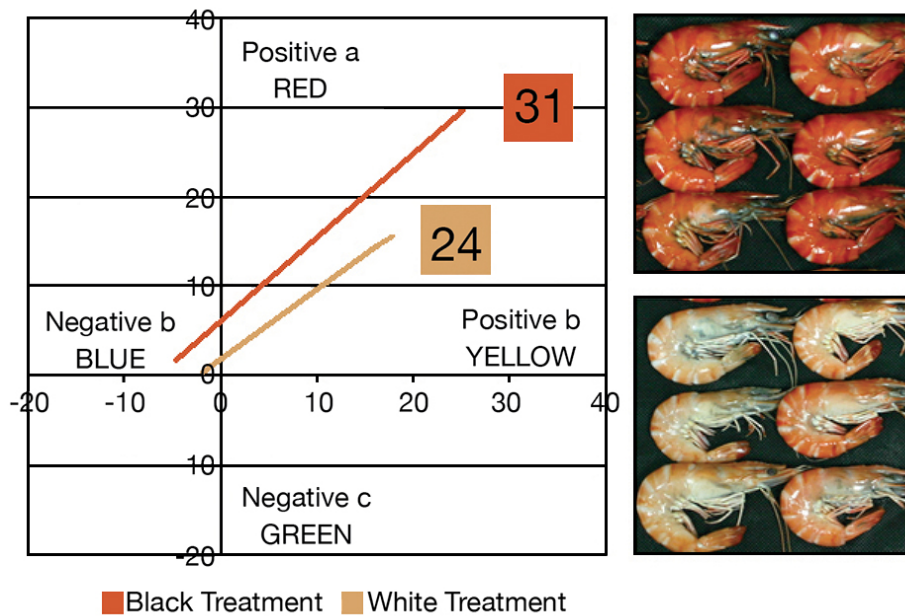 40
Positive a
RED
31
30
20
24
10
Negative b
BLUE
Positive b
YELLOW
0
-20
-10
0
10
20
30
40
10
Negative c
GREEN
-20
Black Treatment
White Treatment